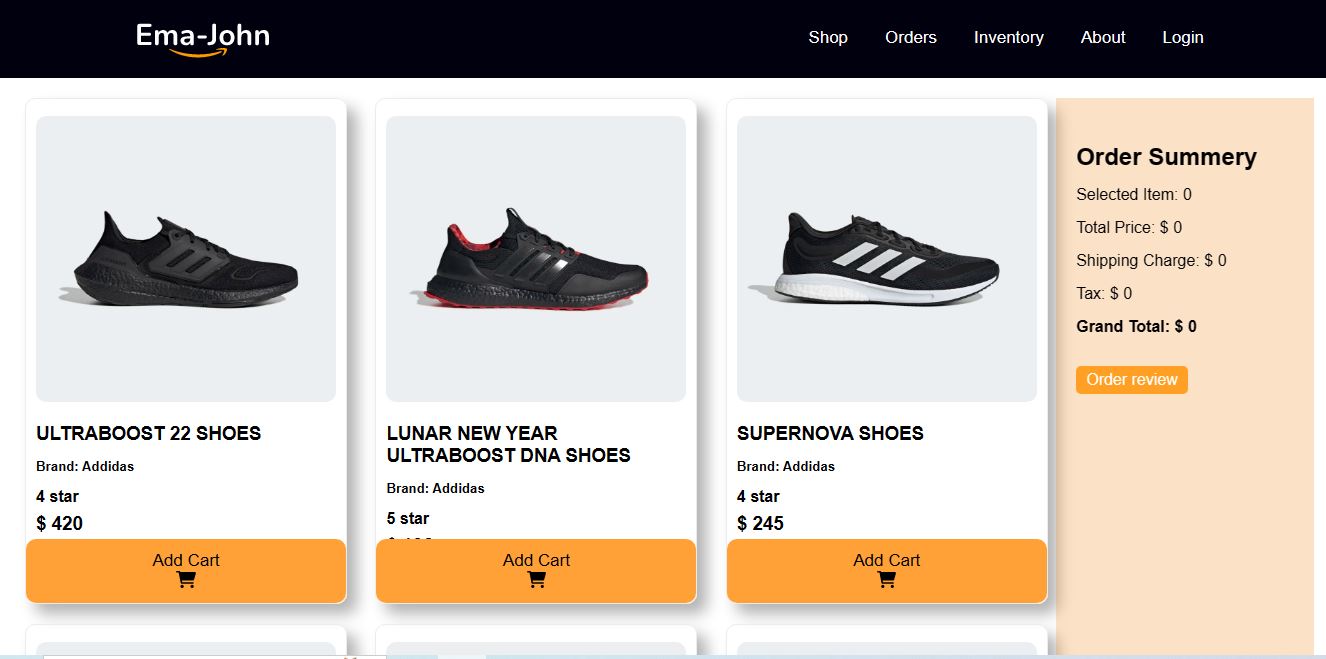 Ema-John
Shop
Orders
Inventory
About
Login
ULTRABOOST 22 SHOES
Brand: Addidas
4 star
$ 420
Add Cart
LUNAR NEW YEAR
ULTRABOOST DNA SHOES
Brand: Addidas
5 star
Add Cart
SUPERNOVA SHOES
Brand: Addidas
4 star
$ 245
Add Cart
Order Summery
Selected Item: 0
Total Price: $ 0
Shipping Charge: $ 0
Tax: $ 0
Grand Total: $ 0
Order review